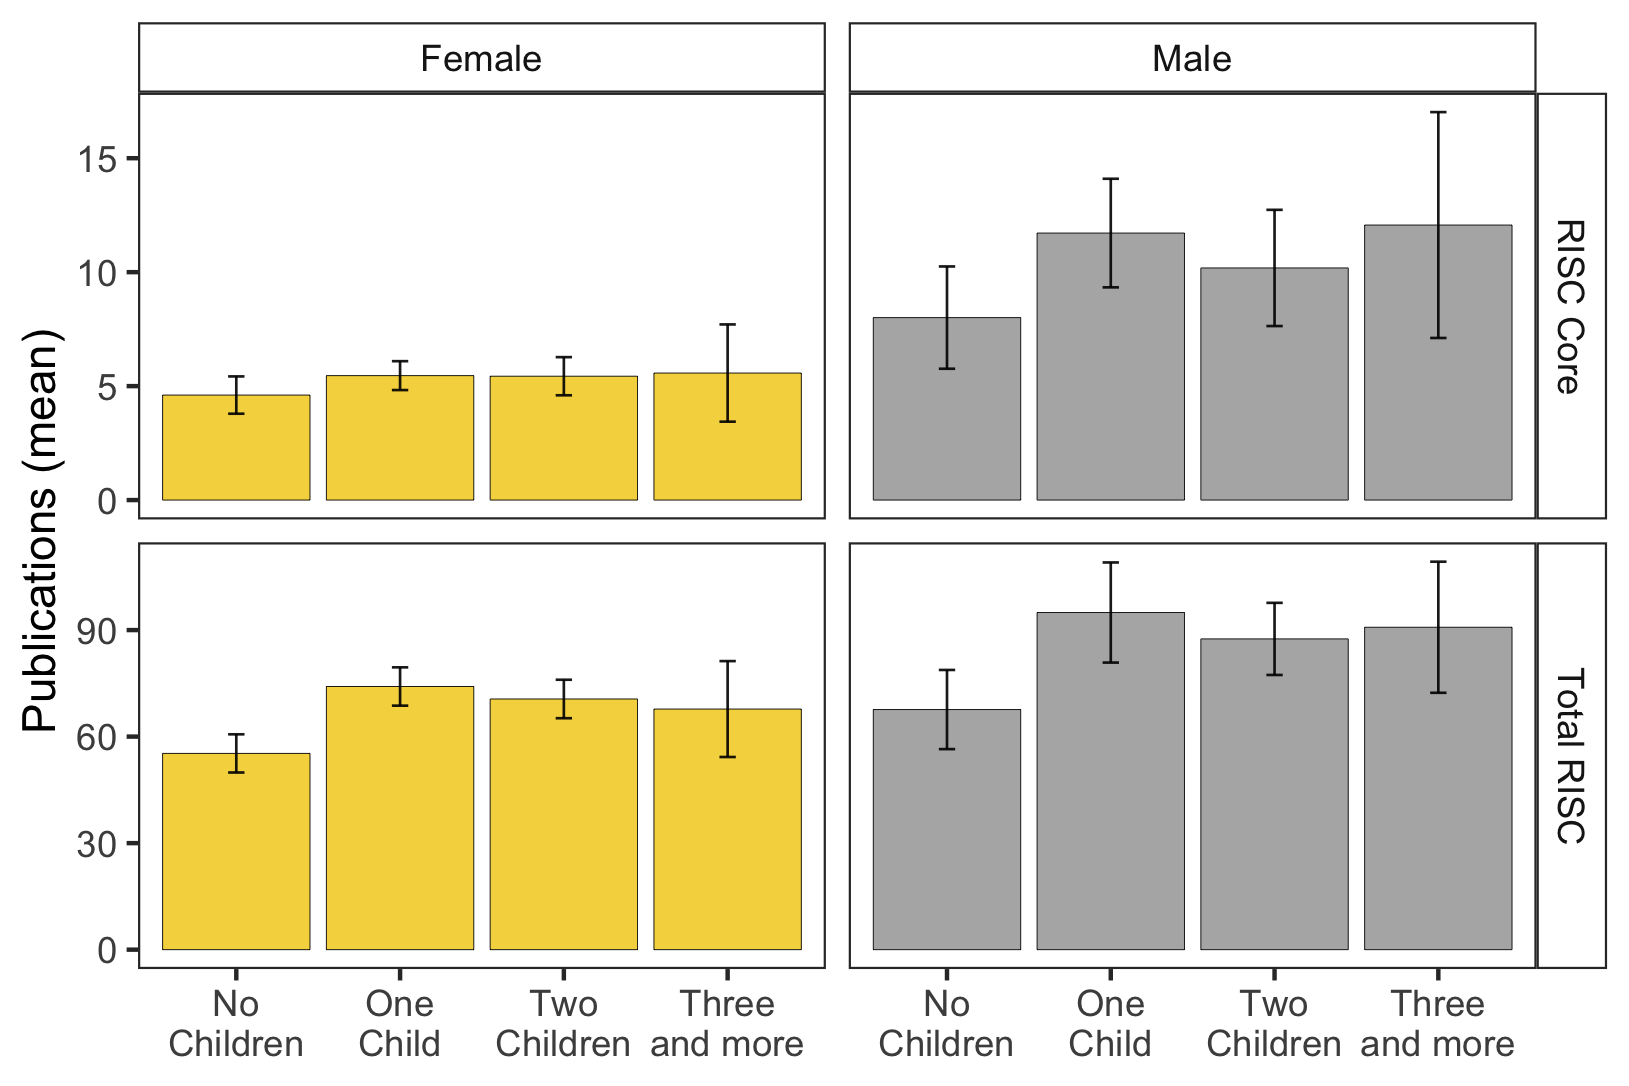 Female
Male
Publications (mean)
15
10
5
0
RISC Core
90
60
30
0
Total RISC
No
Children
One
Child
Two
Children
Three
and more
No
Children
One
Child
Two
Children
Three
and more